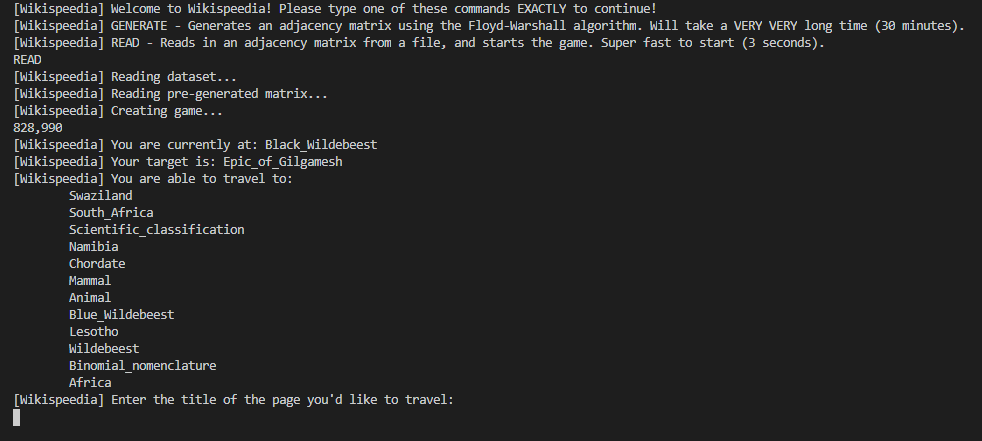 [Wikispeedia] Welcome to Wikispeedia! Please type one of these commands EXACTLY to continue!
[Wikispeedia] GENERATE - Generates an adjacency matrix using the Floyd-Warshall algorithm. Will take a VERY VERY long time (30 minutes).
[Wikispeedia] READ - Reads in an adjacency matrix from a file, and starts the game. Super fast to start (3 seconds).
READ
[Wikispeedia] Reading dataset...
[Wikispeedia] Reading pre-generated matrix...
[Wikispeedia] Creating game...
828,990
[Wikispeedia] You are currently at: Black_Wildebeest
[Wikispeedia] Your target is: Epic_of_Gilgamesh
[Wikispeedia] You are able to travel to:
Swaziland
South_Africa
Scientific_classification
Namibia
Chordate
Mammal
Animal
Blue_Wildebeest
Lesotho
Wildebeest
Binomial_nomenclature
Africa
[Wikispeedia] Enter the title of the page you'd like to travel: